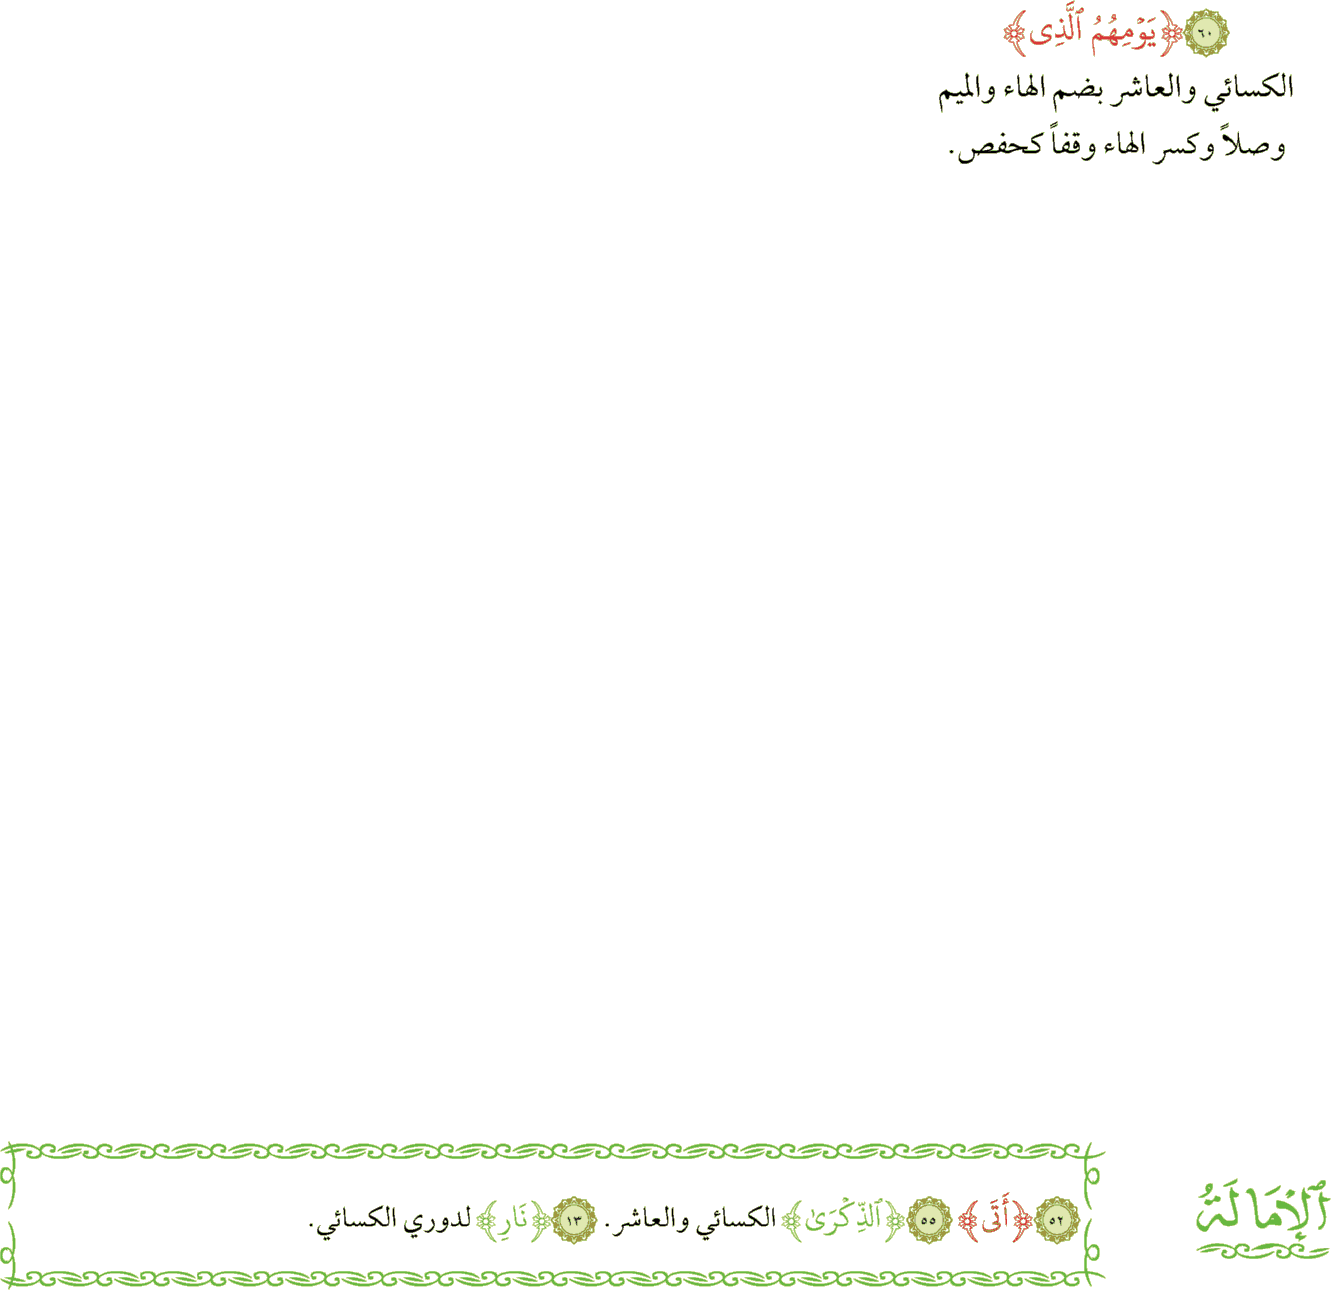 ٦٠ ﴿يَوْمِهُمُ ٱلَّذِى﴾
الكسائي والعاشر بضم الهاء والميم
وصلاً وكسر الهاء وقفاً كحفص.
ٱلْإِمَالَةُ
٥٢ ﴿أَتَى﴾ ٥٥ ﴿ٱلذِّكْرَىٰ﴾ الكسائي والعاشر. ١٣ ﴿نَارِ﴾ لدوري الكسائي.